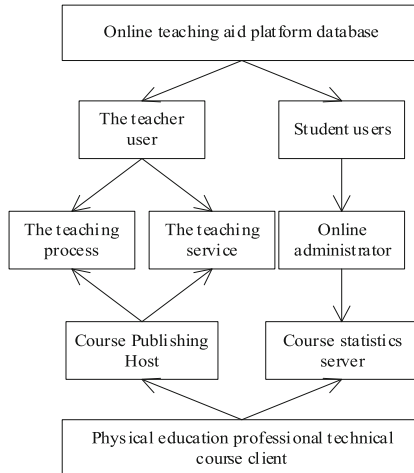 Online teaching aid platform database
The teacher
user
Student users
The teaching
process
The teaching
service
Online
administrator
Course Publishing
Host
Course statistics
server
Physical education professional technical
course client